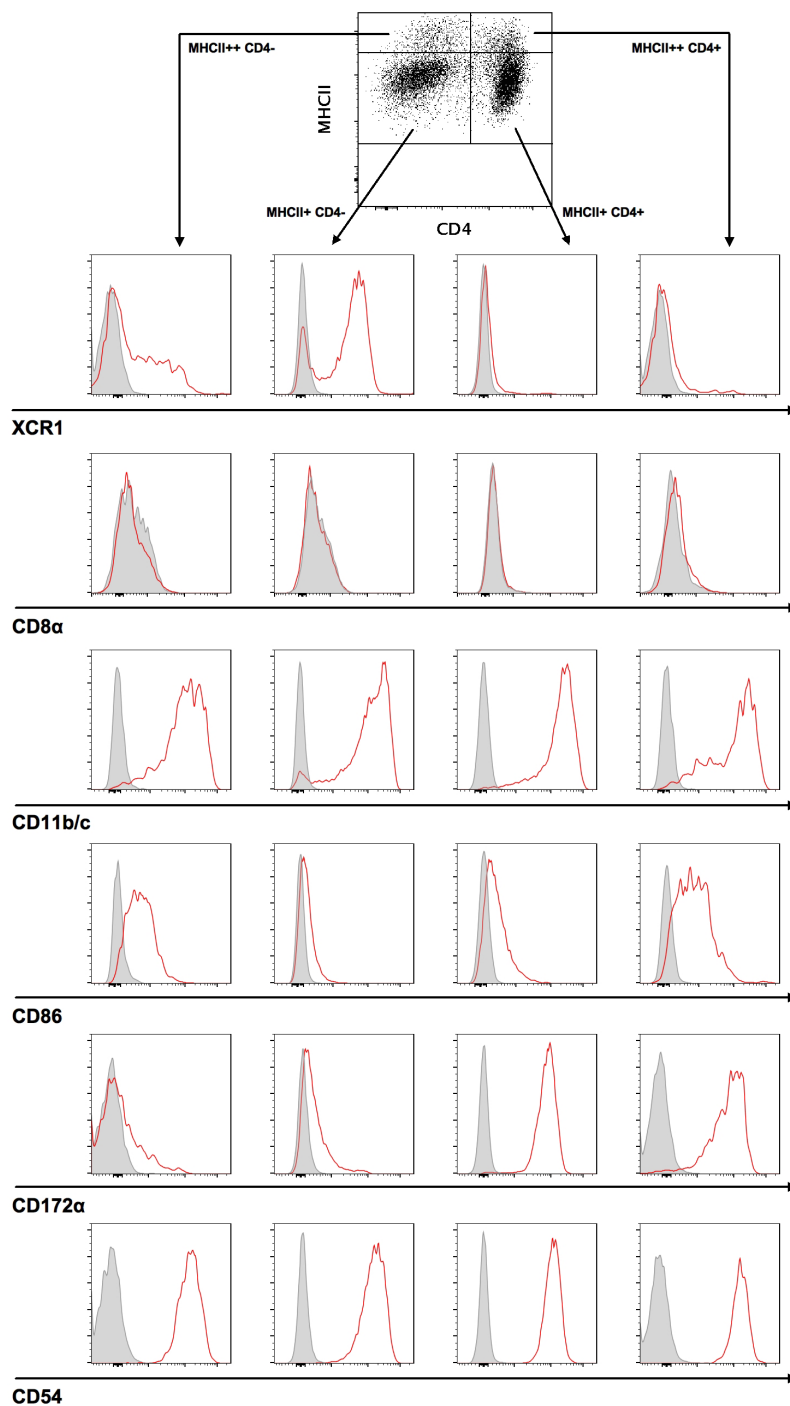 MHCII++ CD4-
MHCII++ CD4+
MHCII
MHCII+ CD4-
MHCII+ CD4+
CD4
XCR1
CD8α
CD11b/c
CD86
CD172α
CD54